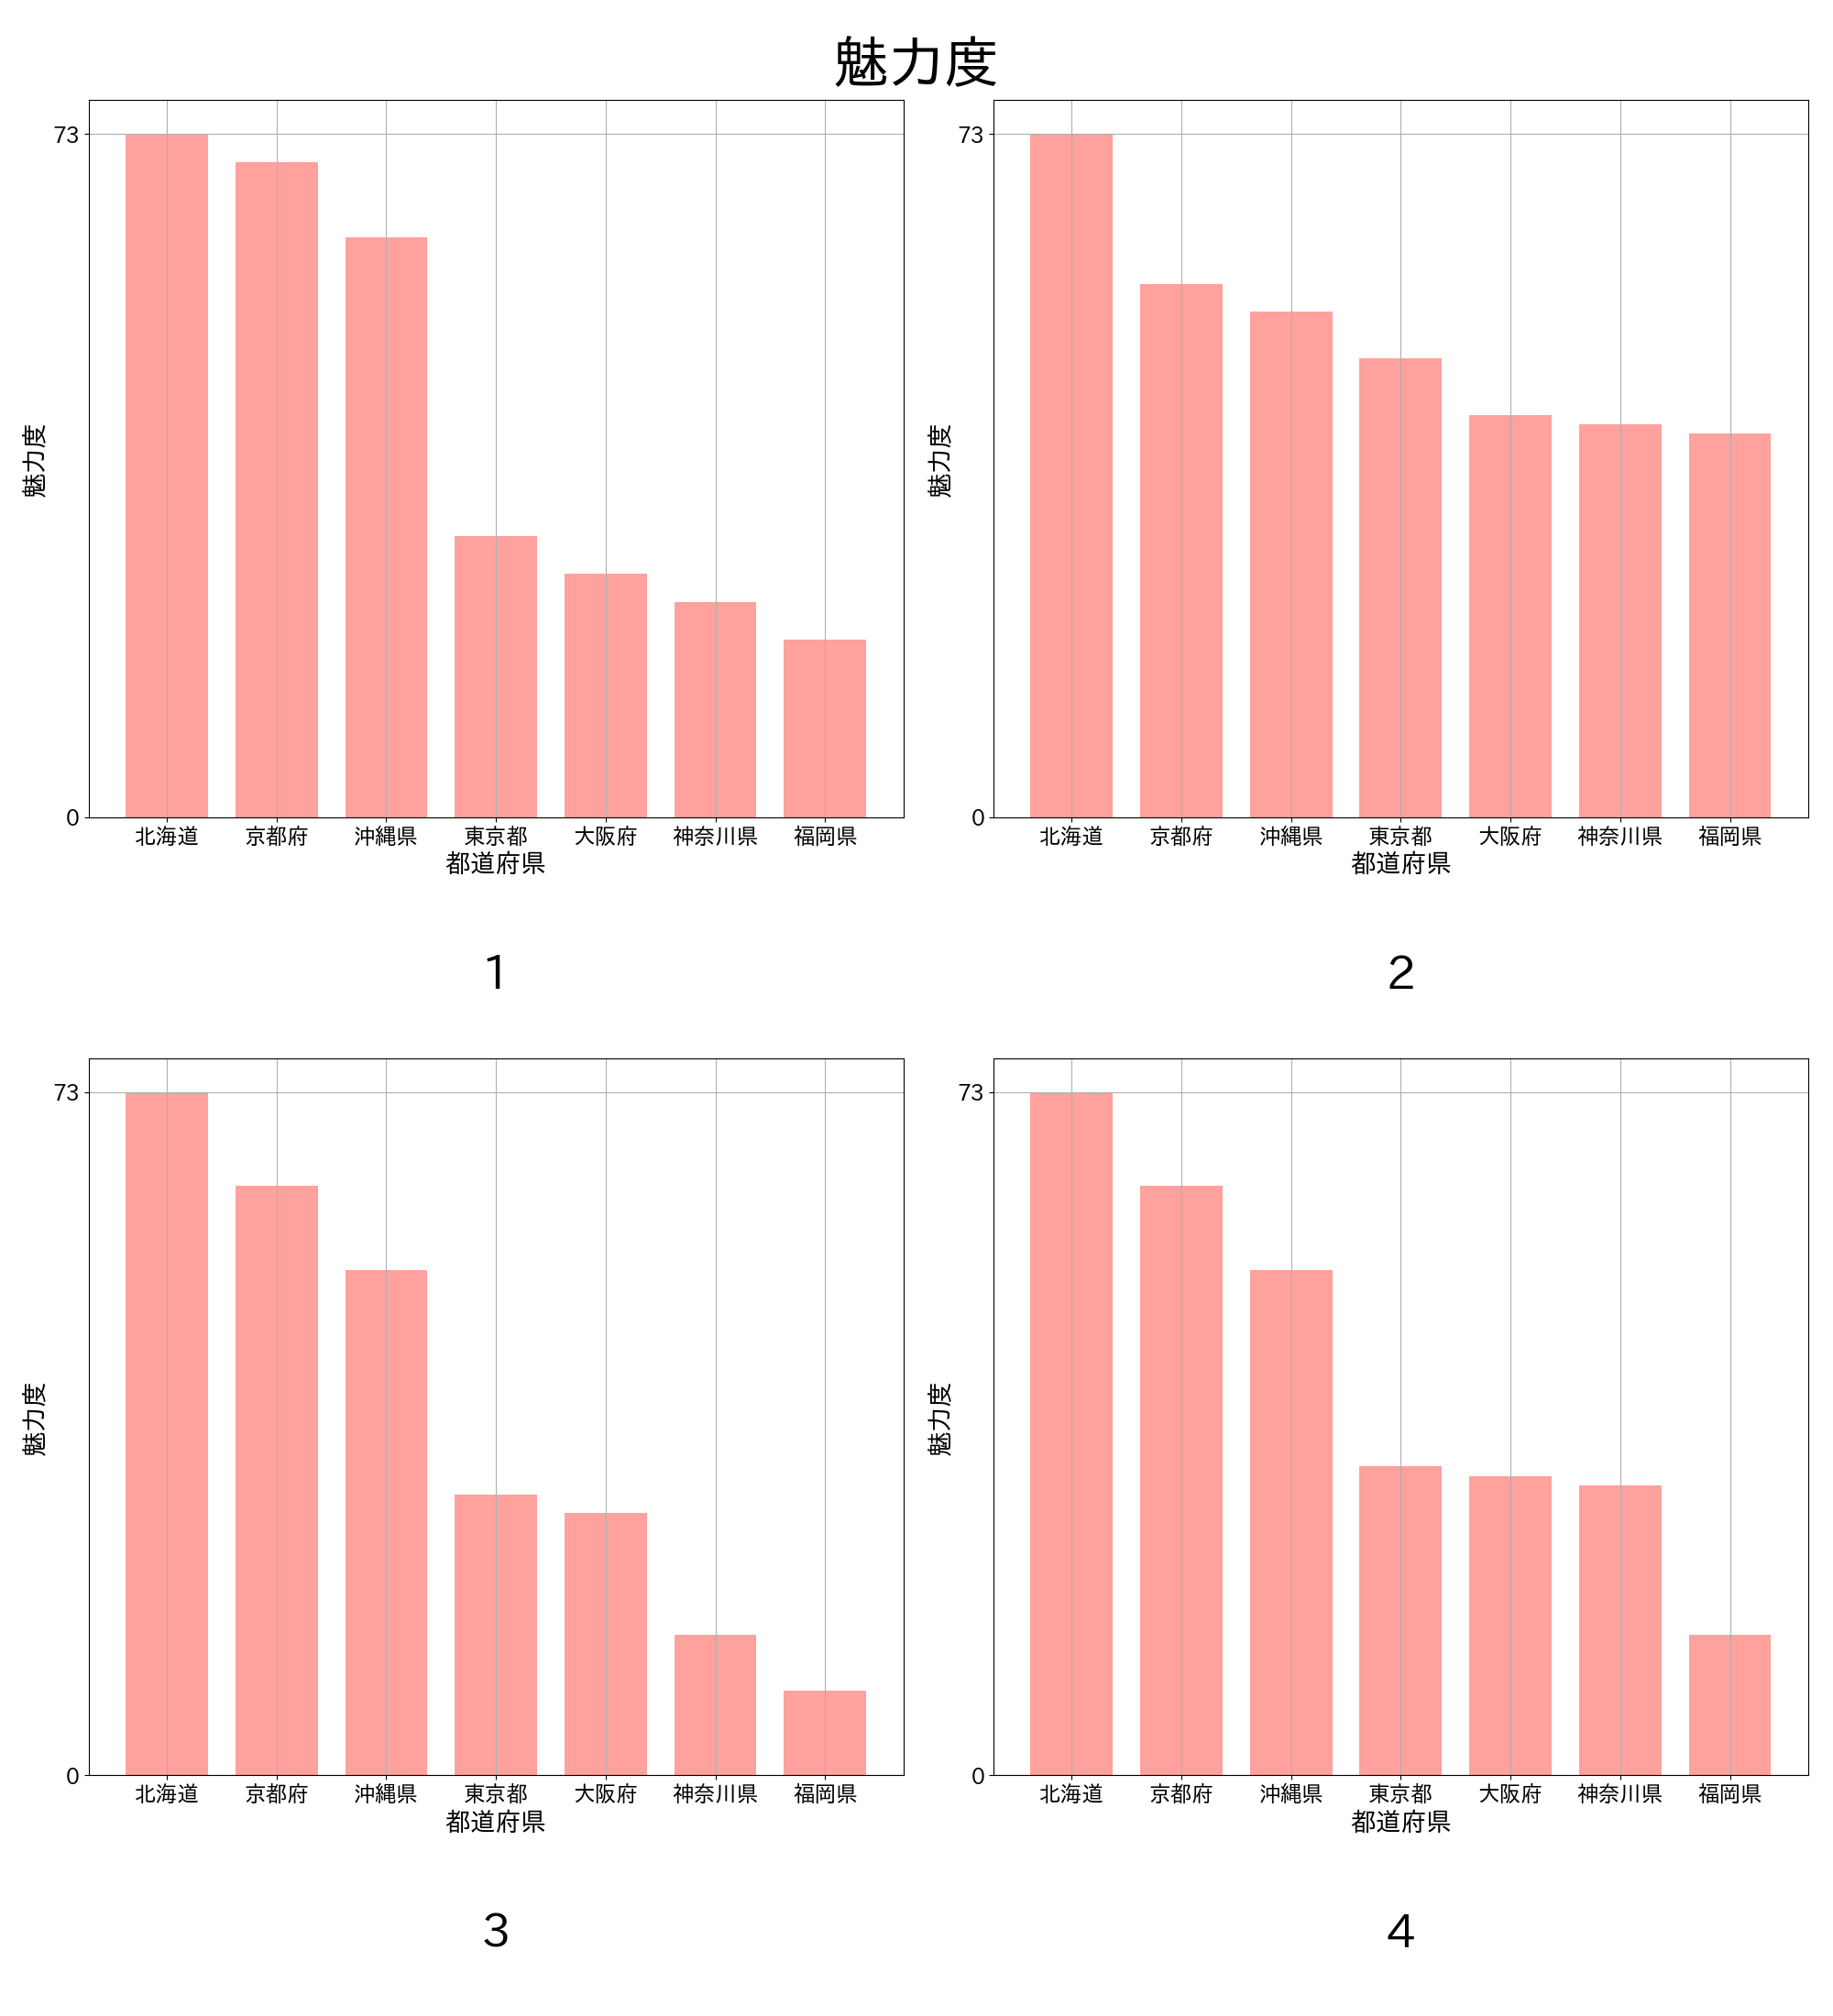 魅力度
73
73
魅力度
魅力度
0
0
北海道 京都府 沖縄県 東京都 大阪府 神奈川県 福岡県
北海道 京都府 沖縄県 東京都 大阪府 神奈川県 福岡県
都道府県
都道府県
1
2
73
73
魅力度
魅力度
0
0
北海道 京都府 沖縄県 東京都 大阪府 神奈川県 福岡県
北海道 京都府 沖縄県 東京都 大阪府 神奈川県 福岡県
都道府県
都道府県
3
4